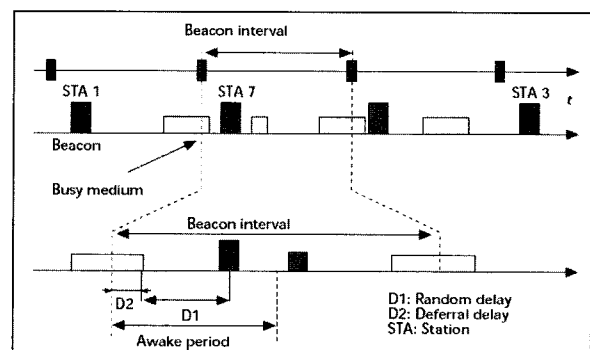 Beacon interval
STA 1
STA 7
STA 3
t
Beacon
Busy medium
Beacon interval
D2
D1
Awake period
D1: Random delay
D2: Deferral delay
STA: Station